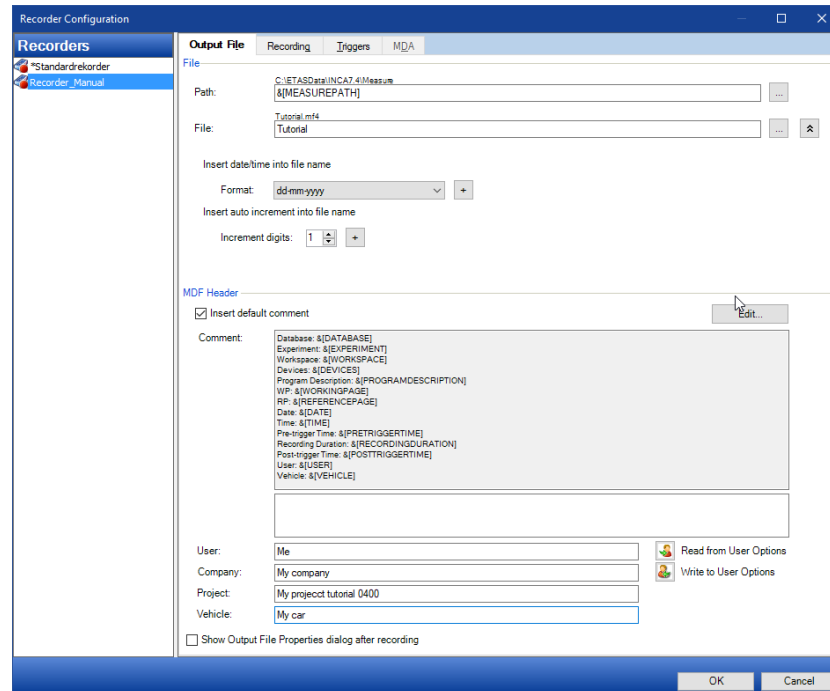 Recorder Configuration
Recorders
*Standardrekorder
Recorder_Manual
Output File Recording Triggers MDA
File
C:\ETASData\INCA7.4\Measure
Path: &[MEASUREPATH] ...
Tutorial.mf4
File: Tutorial ...
Insert date/time into file name
Format: dd-mm-yyyy +
Insert auto increment into file name
Increment digits: 1 +
MDF Header
Insert default comment Edit...
Comment: Database: &[DATABASE]
Experiment: &[EXPERIMENT]
Workspace: &[WORKSPACE]
Devices: &[DEVICES]
Program Description: &[PROGRAMDESCRIPTION]
WP: &[WORKINGPAGE]
RP: &[REFERENCEPAGE]
Date: &[DATE]
Time: &[TIME]
Pre-trigger Time: &[PRETRIGGERTIME]
Recording Duration: &[RECORDINGDURATION]
Post-trigger Time: &[POSTTRIGGERTIME]
User: &[USER]
Vehicle: &[VEHICLE]
User: Me Read from User Options
Company: My company Write to User Options
Project: My projecct tutorial 0400
Vehicle: My car
Show Output File Properties dialog after recording
OK Cancel